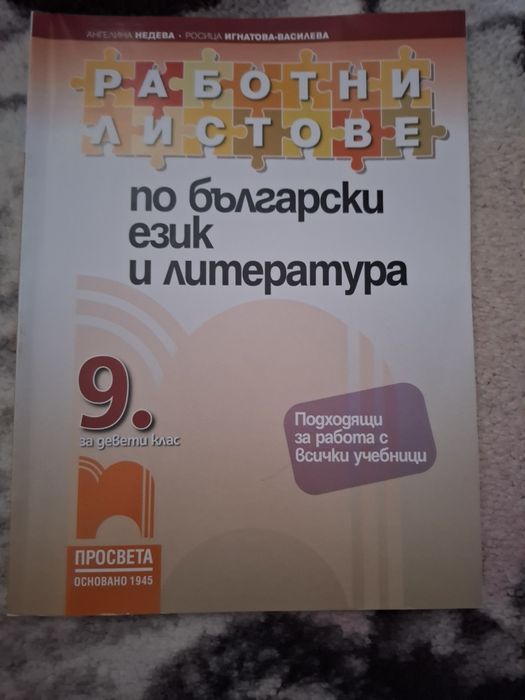 АНГЕЛИНА НЕДЕВА • РОСИЦА ИГНАТОВА-ВАСИЛЕВА
РАБОТНИ
ЛИСТОВЕ
по български
език
и литература
9.
за девети клас
Подходящи
за работа с
всички учебници
ПРОСВЕТА
ОСНОВАНО 1945